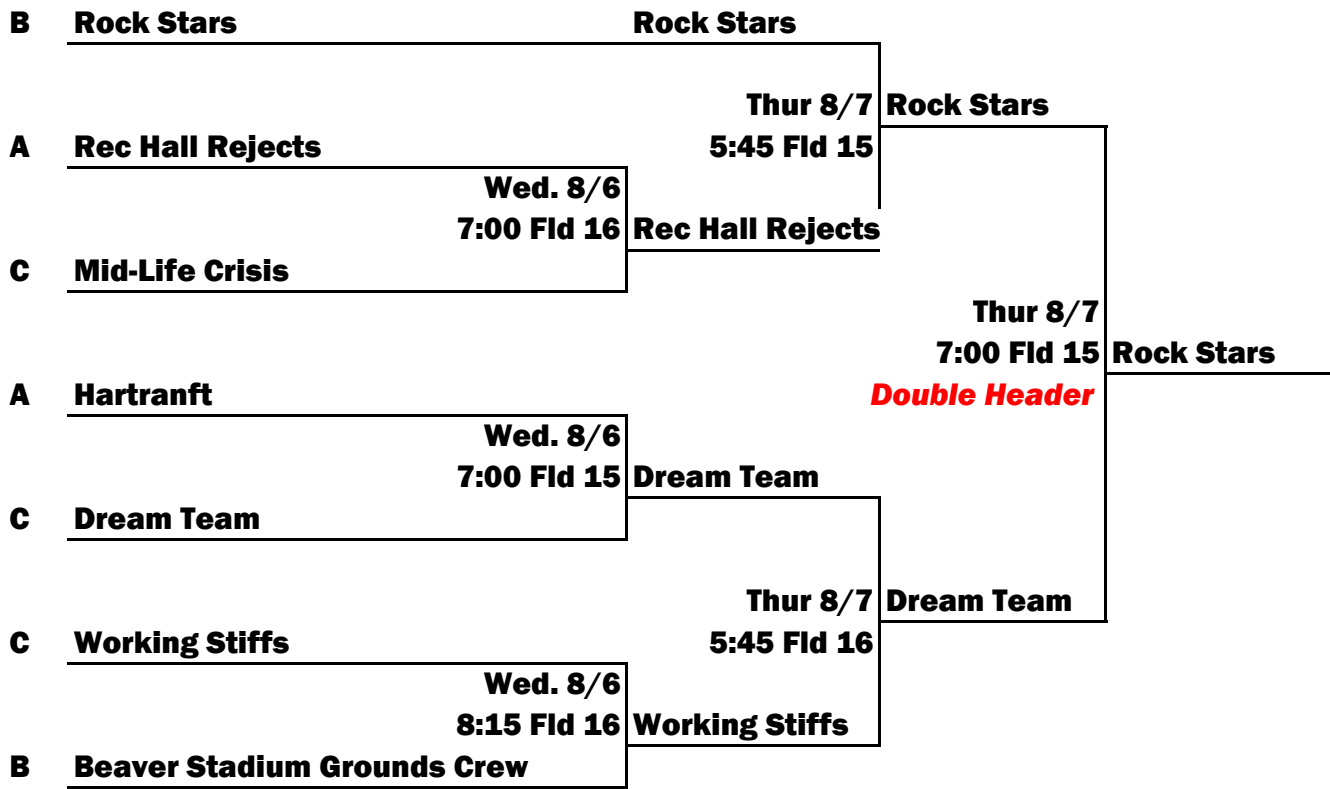 B Rock Stars Rock Stars
Thur 8/7 Rock Stars
A Rec Hall Rejects 5:45 Fld 15
Wed. 8/6
7:00 Fld 16 Rec Hall Rejects
C Mid-Life Crisis
Thur 8/7
7:00 Fld 15 Rock Stars
A Hartranft Double Header
Wed. 8/6
7:00 Fld 15 Dream Team
C Dream Team
Thur 8/7 Dream Team
C Working Stiffs 5:45 Fld 16
Wed. 8/6
8:15 Fld 16 Working Stiffs
B Beaver Stadium Grounds Crew